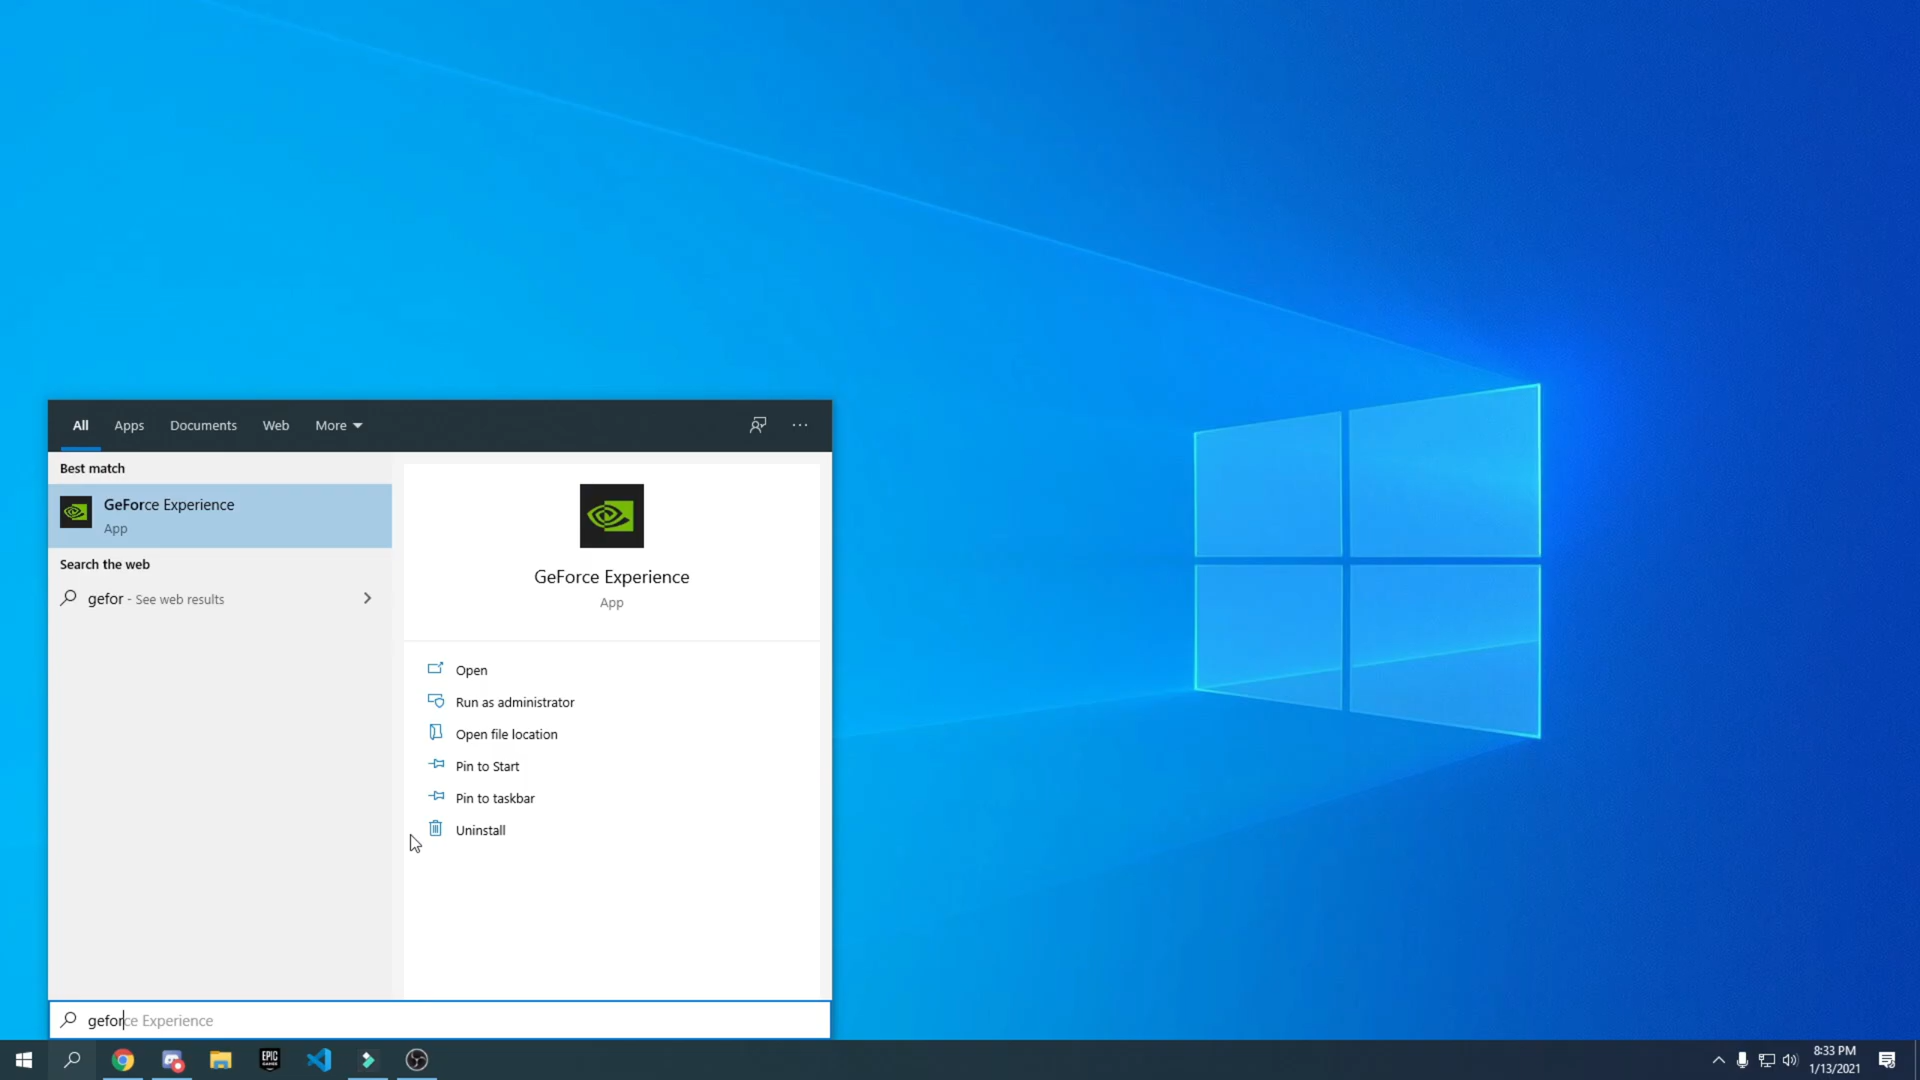 All Apps Documents Web More
Best match
GeForce Experience
App
Search the web
gefor - See web results
GeForce Experience
App
Open
Run as administrator
Open file location
Pin to Start
Pin to taskbar
Uninstall
geforce Experience
EPIC
GAMES
8:33 PM
1/13/2021